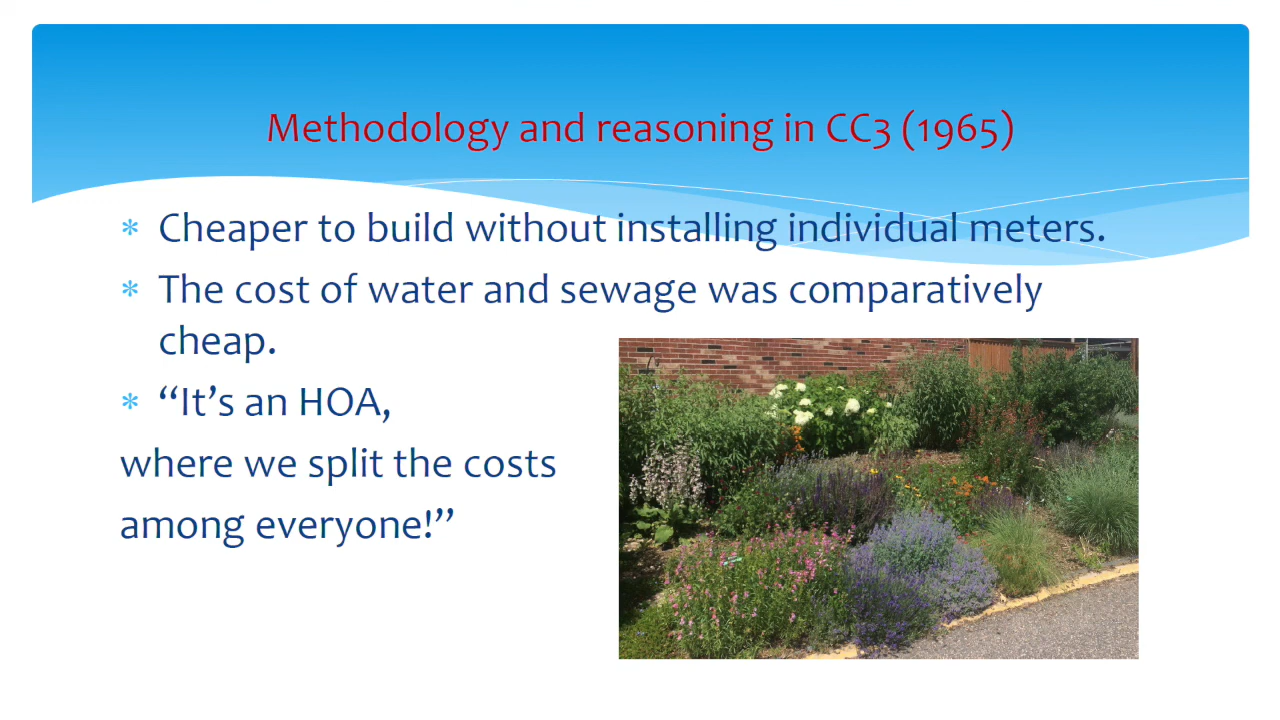 Methodology and reasoning in CC3 (1965)
* Cheaper to build without installing individual meters.
* The cost of water and sewage was comparatively
cheap.
* “It’s an HOA,
where we split the costs
among everyone!”